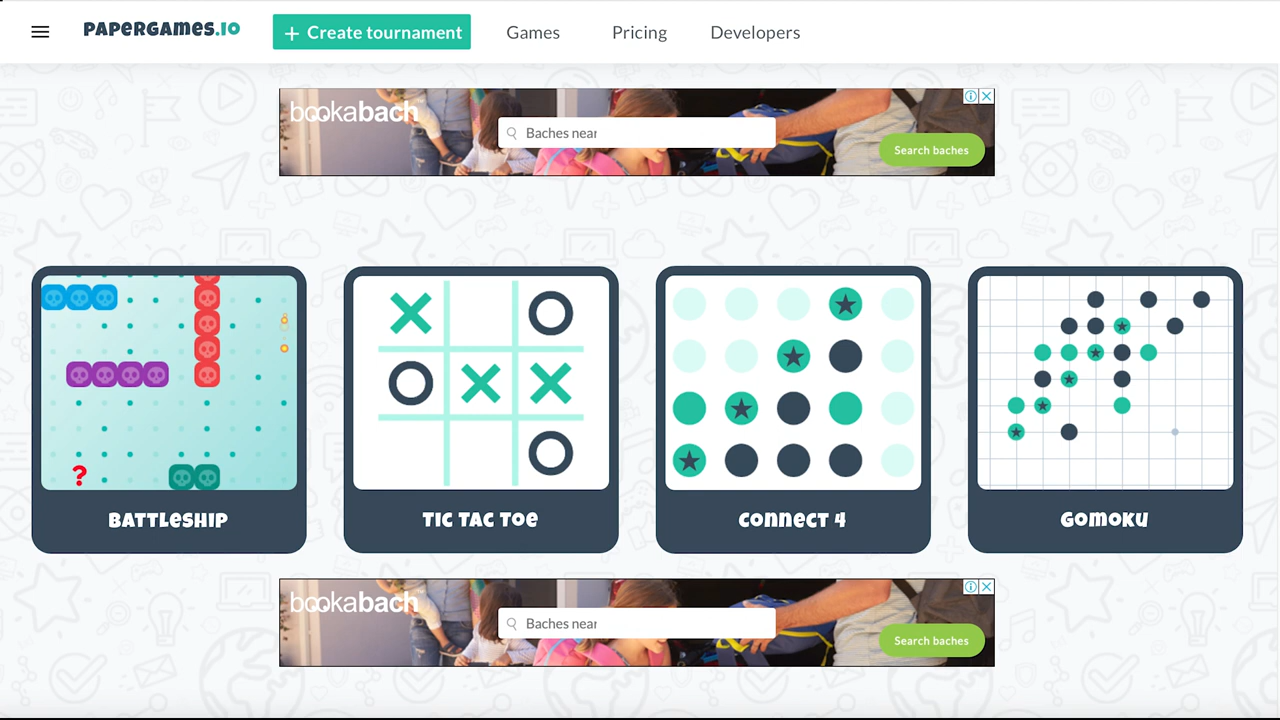 PAPERGAMES.IO
+ Create tournament
Games
Pricing
Developers
bookabach
Baches near
Search baches
BATTLESHIP
TIC TAC TOE
CONNECT 4
GOMOKU
bookabach
Baches near
Search baches